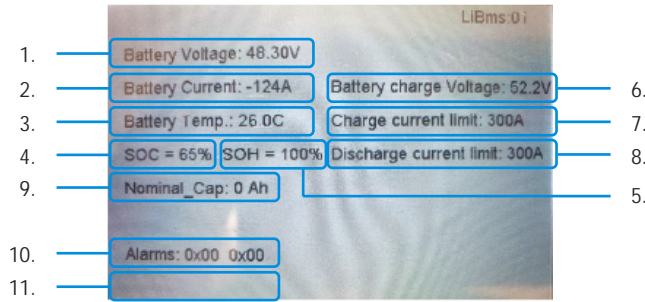 LiBms:0
1. Battery Voltage: 48.30V
2. Battery Current: -124A Battery charge Voltage: 52.2V 6.
3. Battery Temp.: 26.0C Charge current limit: 300A 7.
4. SOC = 65% SOH = 100% Discharge current limit: 300A 8.
9. Nominal_Cap: 0 Ah 5.
10. Alarms: 0x00 0x00
11.